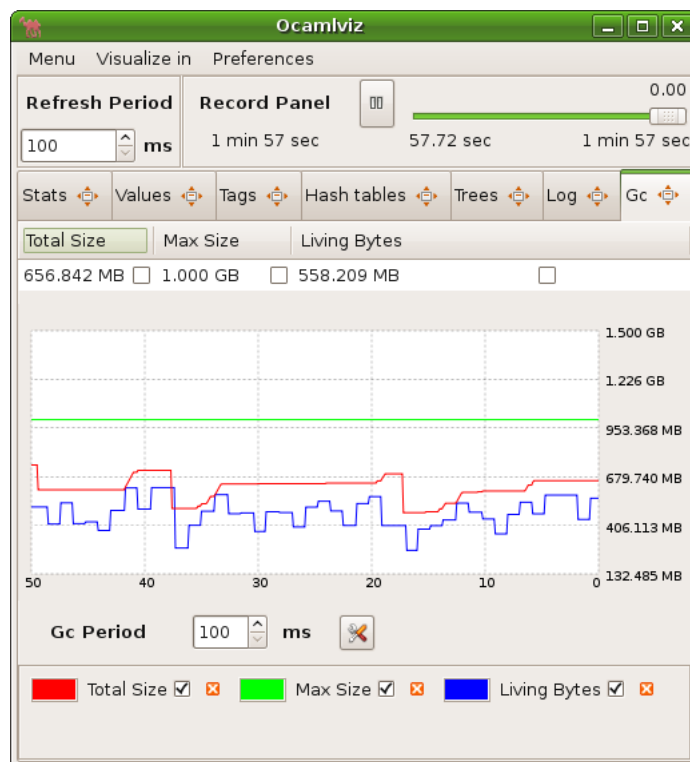 Ocamlviz
Menu Visualize in Preferences
Refresh Period Record Panel 0.00
100 ms 1 min 57 sec 57.72 sec 1 min 57 sec
Stats Values Tags Hash tables Trees Log Gc
Total Size Max Size Living Bytes
656.842 MB 1.000 GB 558.209 MB
1.500 GB
1.226 GB
953.368 MB
679.740 MB
406.113 MB
132.485 MB
50 40 30 20 10 0
Gc Period 100 ms
Total Size Max Size Living Bytes